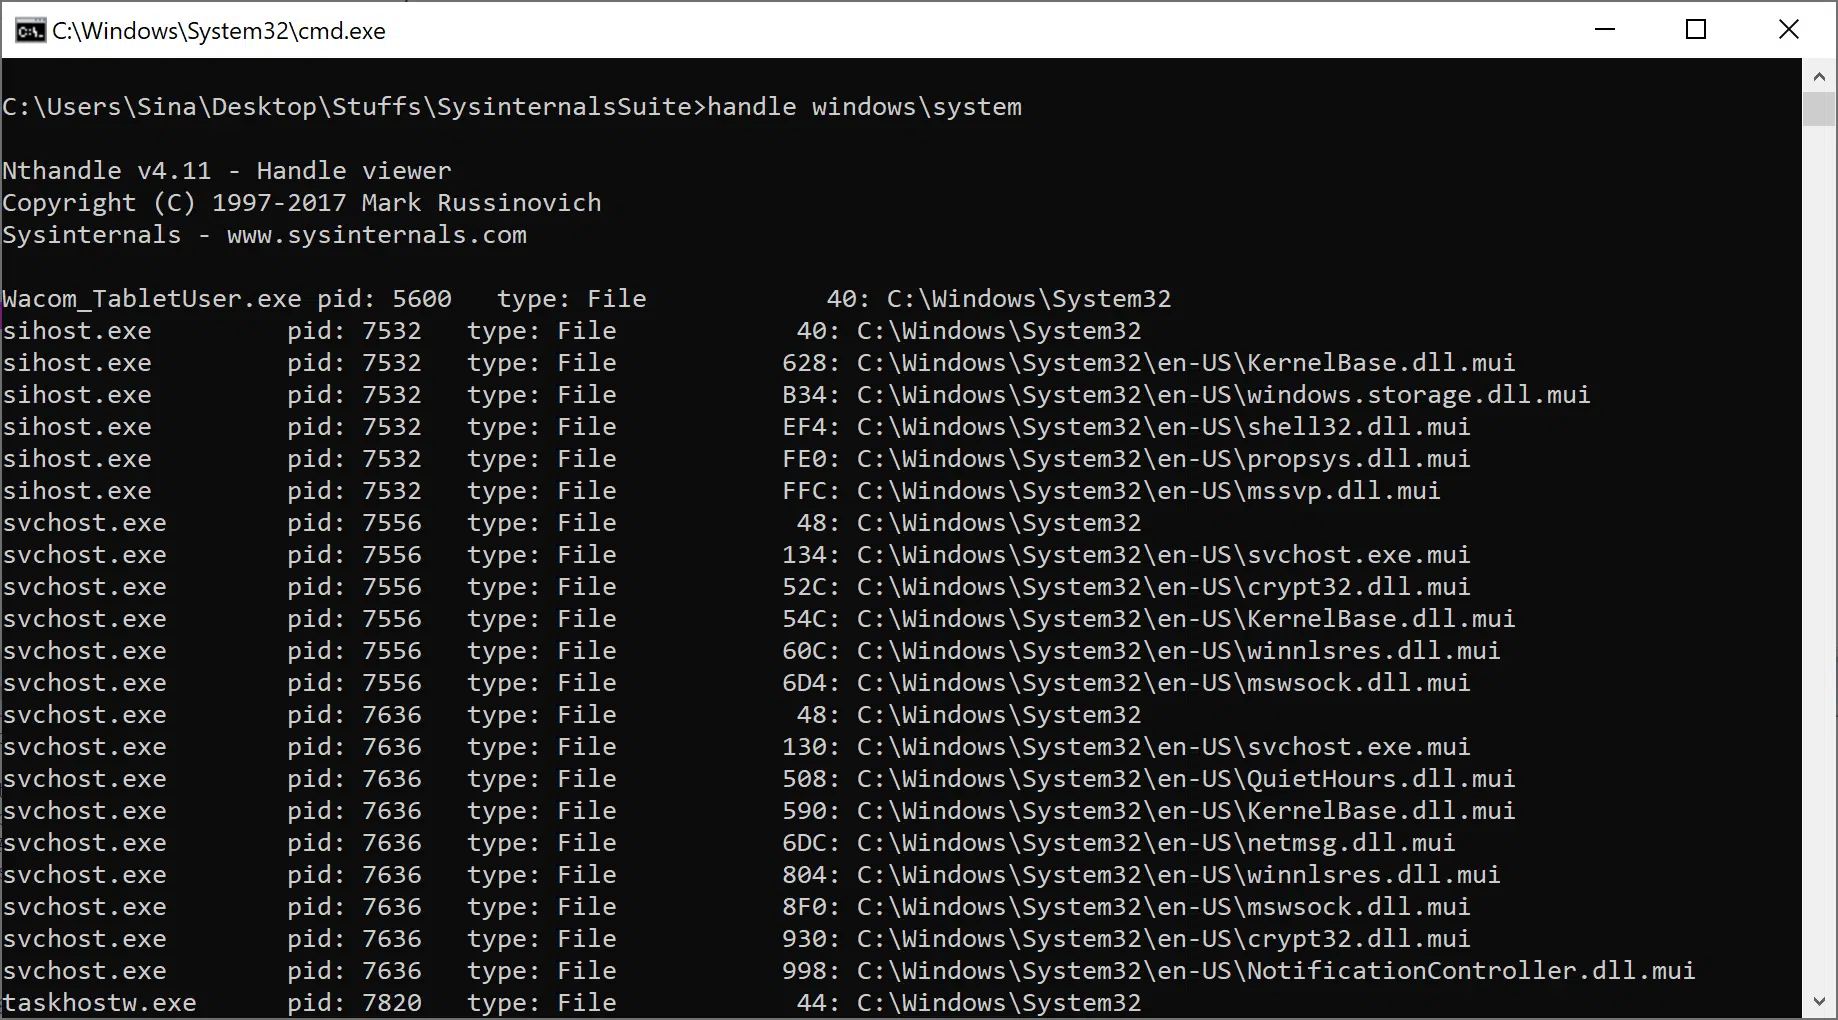 C:\Windows\System32\cmd.exe
C:\Users\Sina\Desktop\Stuffs\SysinternalsSuite>handle windows\system
Nthandle v4.11 - Handle viewer
Copyright (C) 1997-2017 Mark Russinovich
Sysinternals - www.sysinternals.com
Wacom_TabletUser.exe pid: 5600   type: File            40: C:\Windows\System32
sihost.exe         pid: 7532   type: File            40: C:\Windows\System32
sihost.exe         pid: 7532   type: File           628: C:\Windows\System32\en-US\KernelBase.dll.mui
sihost.exe         pid: 7532   type: File           B34: C:\Windows\System32\en-US\windows.storage.dll.mui
sihost.exe         pid: 7532   type: File           EF4: C:\Windows\System32\en-US\shell32.dll.mui
sihost.exe         pid: 7532   type: File           FE0: C:\Windows\System32\en-US\propsys.dll.mui
sihost.exe         pid: 7532   type: File           FFC: C:\Windows\System32\en-US\mssvp.dll.mui
svchost.exe        pid: 7556   type: File            48: C:\Windows\System32
svchost.exe        pid: 7556   type: File           134: C:\Windows\System32\en-US\svchost.exe.mui
svchost.exe        pid: 7556   type: File           52C: C:\Windows\System32\en-US\crypt32.dll.mui
svchost.exe        pid: 7556   type: File           54C: C:\Windows\System32\en-US\KernelBase.dll.mui
svchost.exe        pid: 7556   type: File           60C: C:\Windows\System32\en-US\winnlsres.dll.mui
svchost.exe        pid: 7556   type: File           6D4: C:\Windows\System32\en-US\mswsock.dll.mui
svchost.exe        pid: 7636   type: File            48: C:\Windows\System32
svchost.exe        pid: 7636   type: File           130: C:\Windows\System32\en-US\svchost.exe.mui
svchost.exe        pid: 7636   type: File           508: C:\Windows\System32\en-US\QuietHours.dll.mui
svchost.exe        pid: 7636   type: File           590: C:\Windows\System32\en-US\KernelBase.dll.mui
svchost.exe        pid: 7636   type: File           6DC: C:\Windows\System32\en-US\netmsg.dll.mui
svchost.exe        pid: 7636   type: File           804: C:\Windows\System32\en-US\winnlsres.dll.mui
svchost.exe        pid: 7636   type: File           8F0: C:\Windows\System32\en-US\mswsock.dll.mui
svchost.exe        pid: 7636   type: File           930: C:\Windows\System32\en-US\crypt32.dll.mui
svchost.exe        pid: 7636   type: File           998: C:\Windows\System32\en-US\NotificationController.dll.mui
taskhostw.exe      pid: 7820   type: File            44: C:\Windows\System32